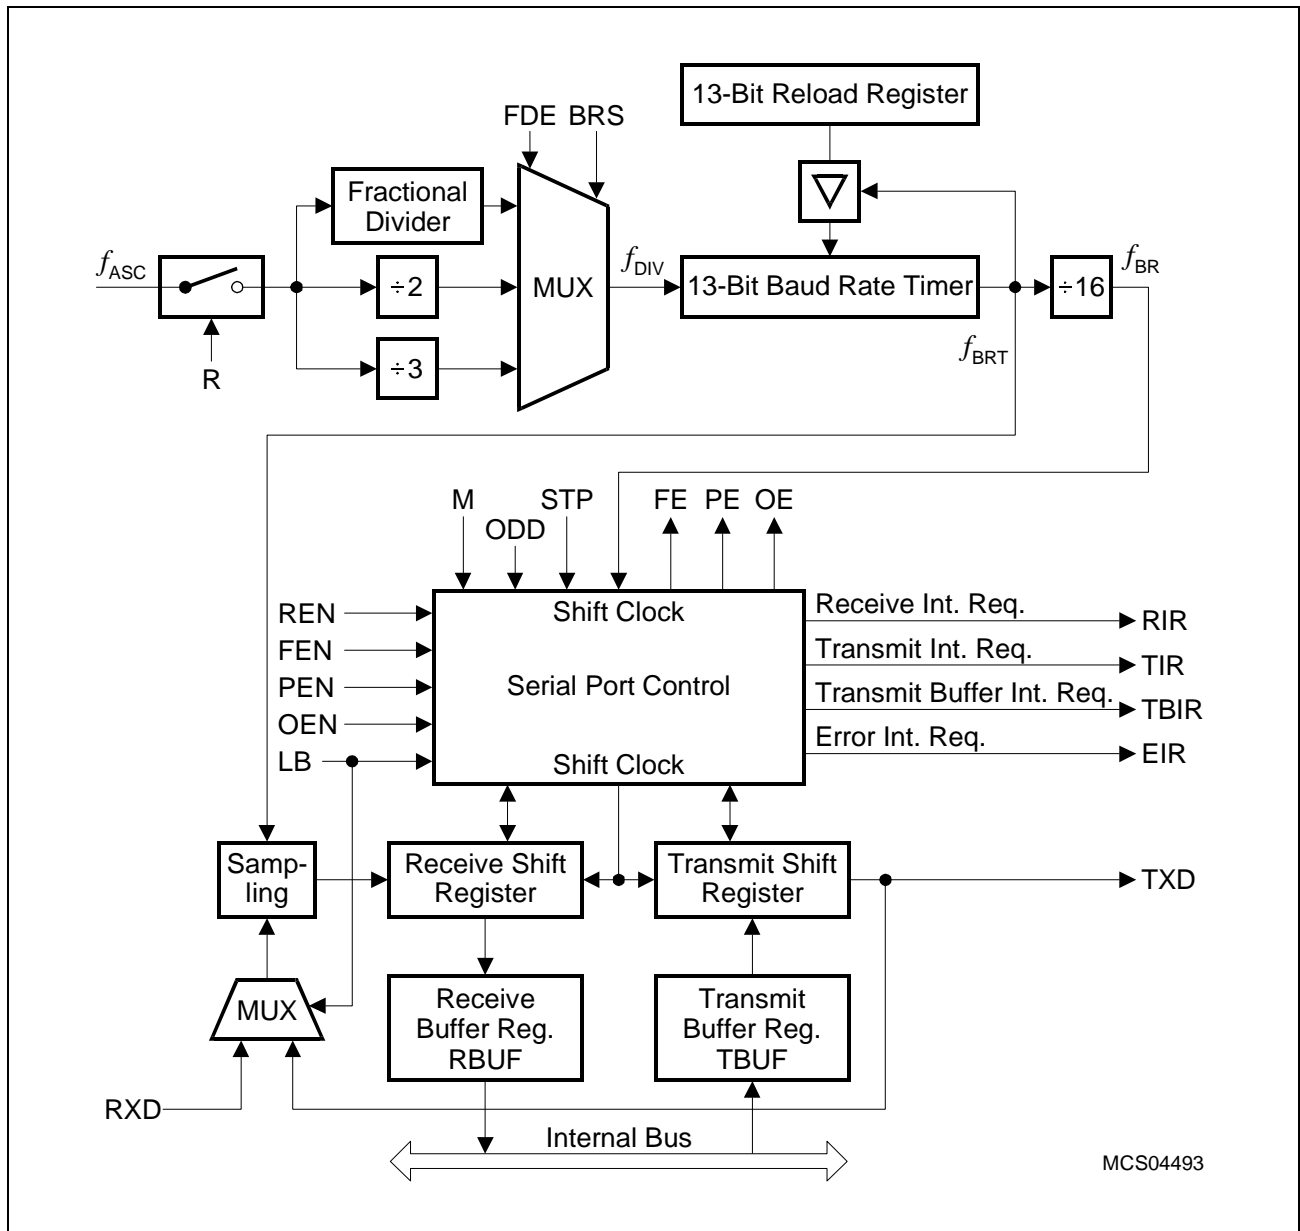 13-Bit Reload Register
FDE BRS
Fractional
Divider
fASC
÷2
MUX
fDIV
13-Bit Baud Rate Timer
÷16
fBR
R
÷3
fBRT
M
ODD
STP
FE
PE
OE
Shift Clock
REN
FEN
PEN
OEN
LB
Serial Port Control
Shift Clock
Receive Int. Req.
RIR
Transmit Int. Req.
TIR
Transmit Buffer Int. Req.
TBIR
Error Int. Req.
EIR
Samp-
ling
Receive Shift
Register
Transmit Shift
Register
TXD
MUX
Receive
Buffer Reg.
RBUF
Transmit
Buffer Reg.
TBUF
RXD
Internal Bus
MCS04493